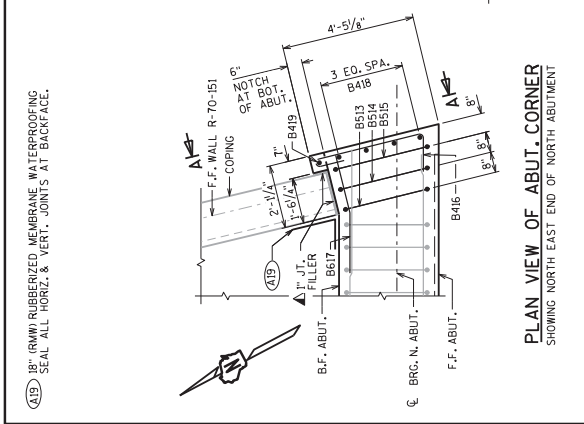 A19 18" (RMW) RUBBERIZED MEMBRANE WATERPROOFING
SEAL ALL HORIZ. & VERT. JOINTS AT BACKFACE.
A
F.F. WALL R-70-151
COPING
6"
NOTCH
AT BOT.
OF ABUT.
4'-5 1/8"
3 EQ. SPA.
B418
B419
7"
2'-1 1/4"
1'-6 1/4"
A19
1" JT.
FILLER
B617
B513
B514
B515
A
8"
8"
8"
B416
B.F. ABUT.
℄ BRG. N. ABUT.
F.F. ABUT.
N
PLAN VIEW OF ABUT. CORNER
SHOWING NORTH EAST END OF NORTH ABUTMENT